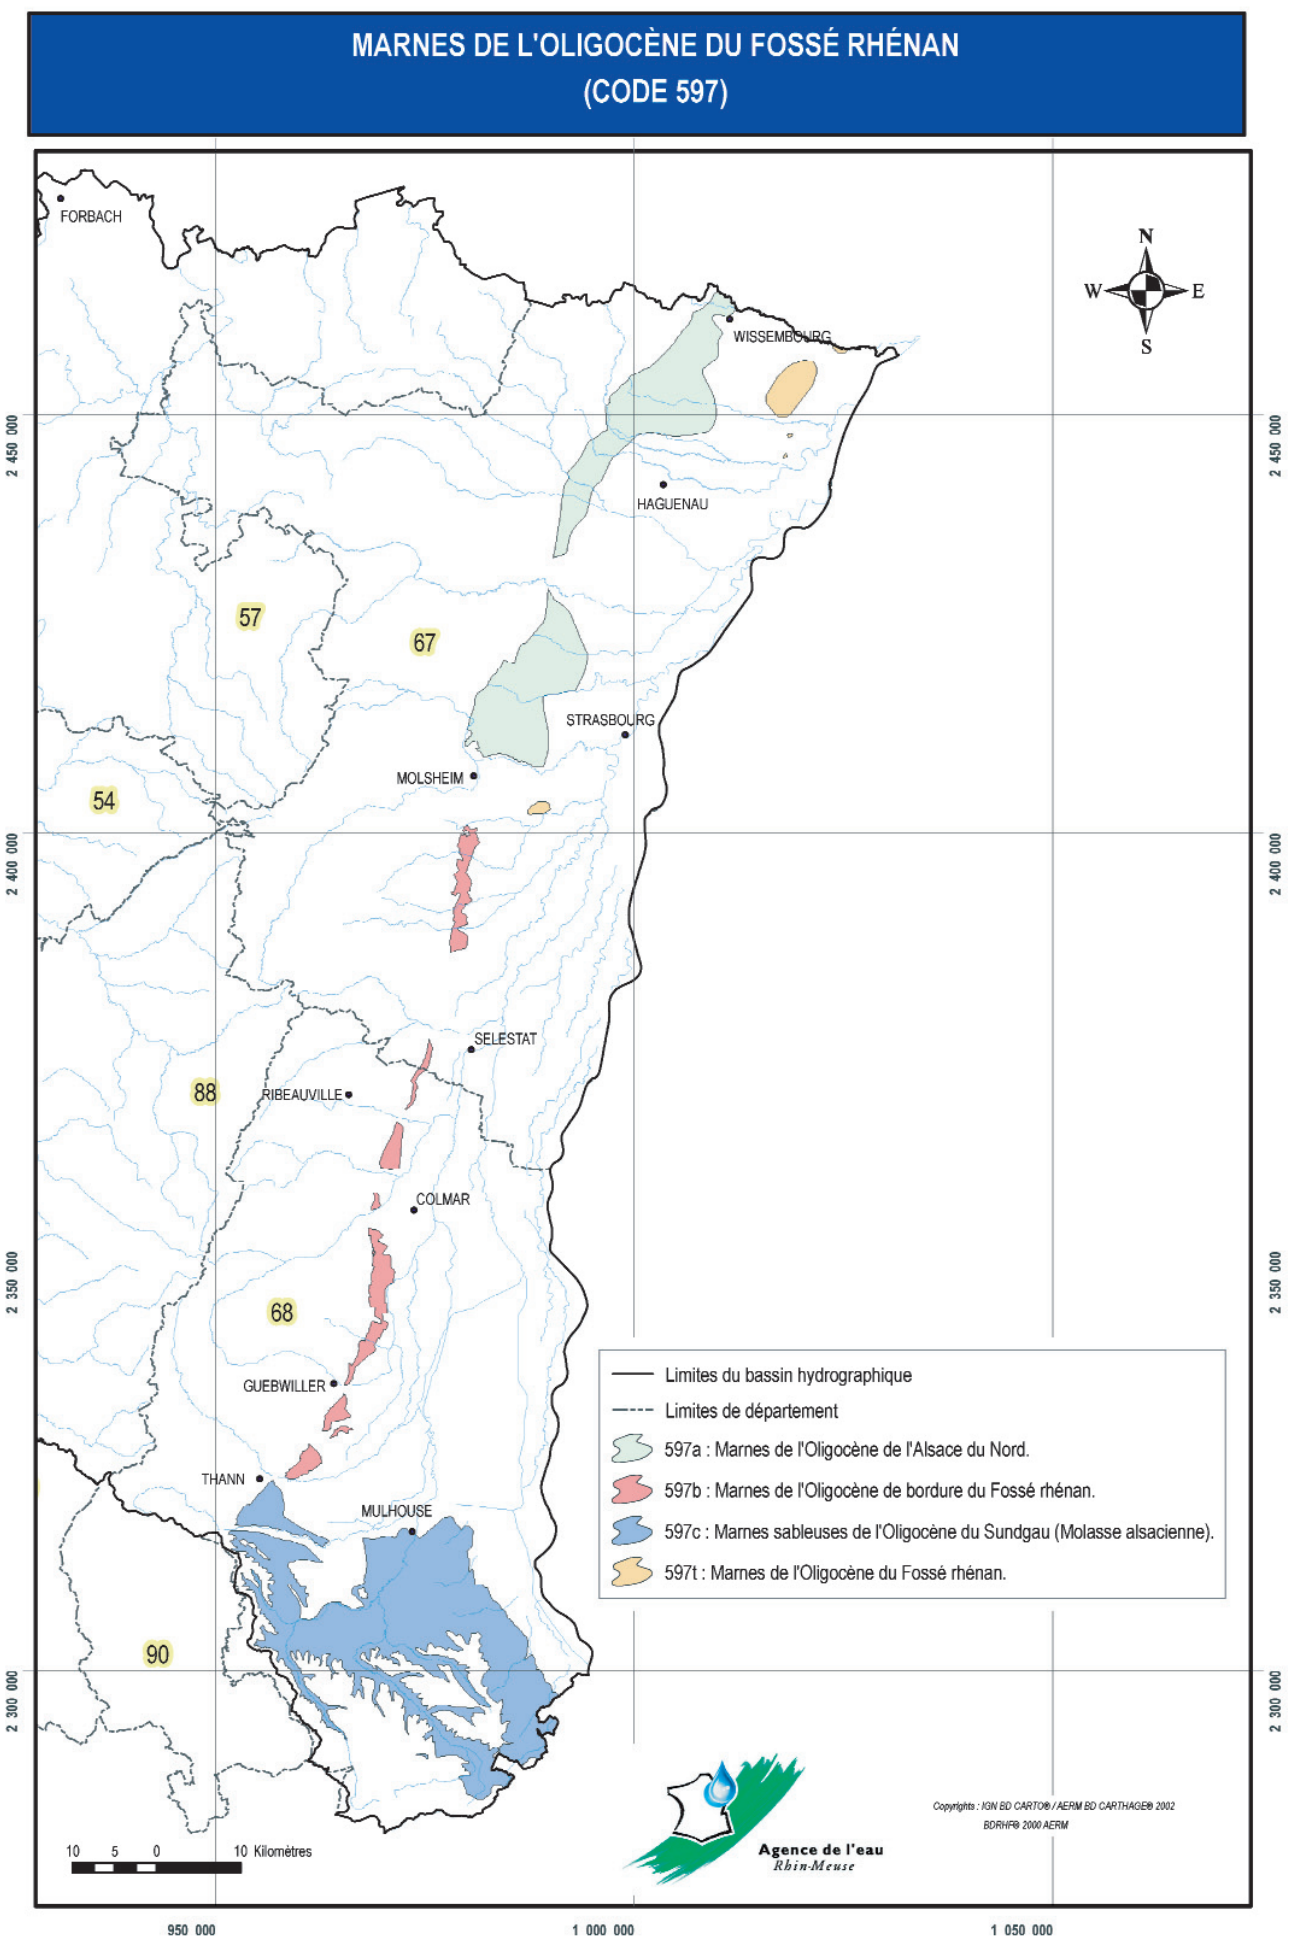 MARNES DE L'OLIGOCÈNE DU FOSSÉ RHÉNAN
(CODE 597)
FORBACH
N
W E
S
WISSEMBOURG
2 450 000
2 450 000
HAGUENAU
57
67
STRASBOURG
MOLSHEIM
54
2 400 000
2 400 000
SELESTAT
88
RIBEAUVILLE
COLMAR
2 350 000
2 350 000
68
GUEBWILLER
THANN
MULHOUSE
Limites du bassin hydrographique
Limites de département
597a : Marnes de l'Oligocène de l'Alsace du Nord.
597b : Marnes de l'Oligocène de bordure du Fossé rhénan.
597c : Marnes sableuses de l'Oligocène du Sundgau (Molasse alsacienne).
597t : Marnes de l'Oligocène du Fossé rhénan.
90
2 300 000
2 300 000
Copyrights : IGN BD CARTO® / AERM BD CARTHAGE® 2002
BDRHF® 2000 AERM
Agence de l'eau
Rhin-Meuse
10 5 0 10 Kilomètres
950 000
1 000 000
1 050 000